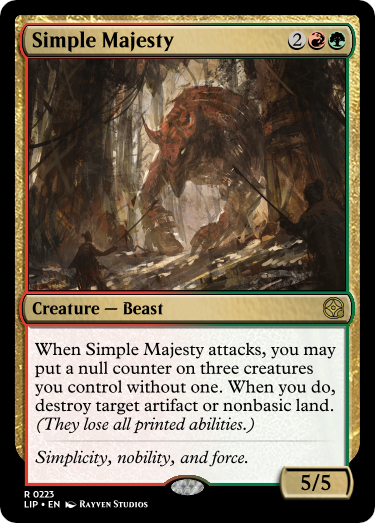 Simple Majesty 2
Creature — Beast
When Simple Majesty attacks, you may
put a null counter on three creatures
you control without one. When you do,
destroy target artifact or nonbasic land.
(They lose all printed abilities.)
Simplicity, nobility, and force.
5/5
R 0223
LIP • EN Rayven Studios